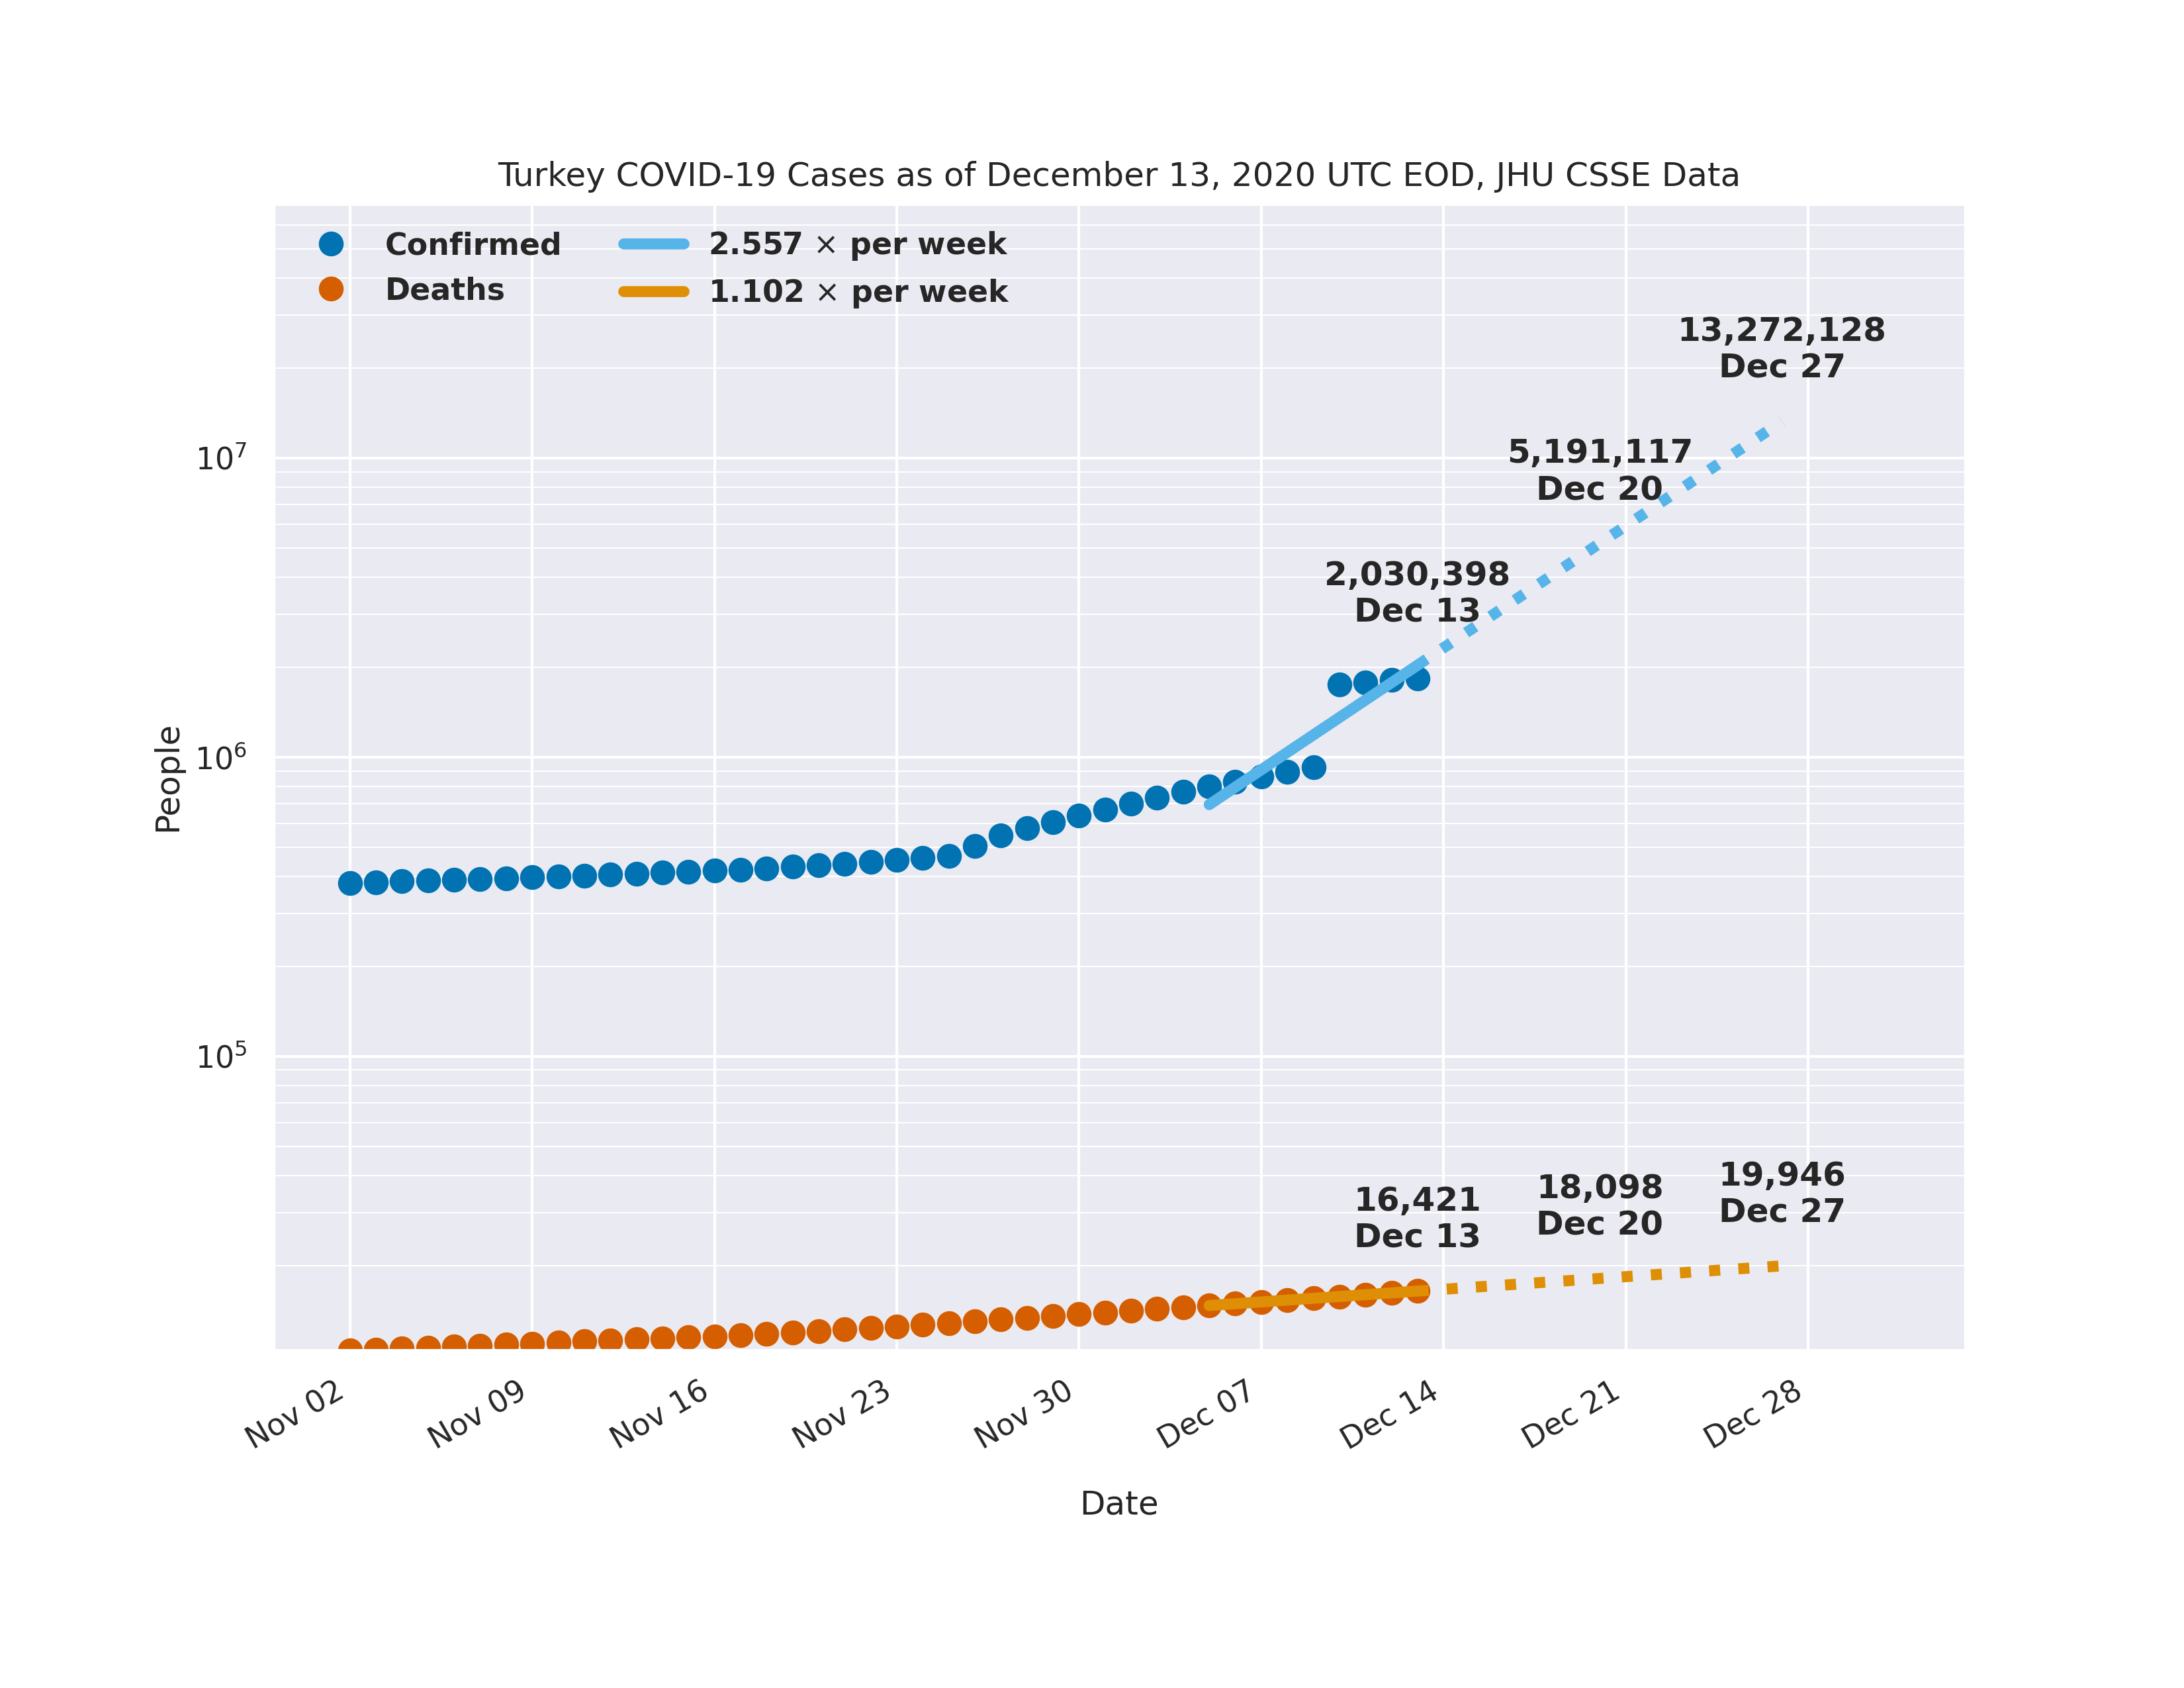 Turkey COVID-19 Cases as of December 13, 2020 UTC EOD, JHU CSSE Data
Confirmed
Deaths
2.557 × per week
1.102 × per week
13,272,128
Dec 27
5,191,117
Dec 20
2,030,398
Dec 13
16,421
Dec 13
18,098
Dec 20
19,946
Dec 27
People
10⁷
10⁶
10⁵
Nov 02
Nov 09
Nov 16
Nov 23
Nov 30
Dec 07
Dec 14
Dec 21
Dec 28
Date